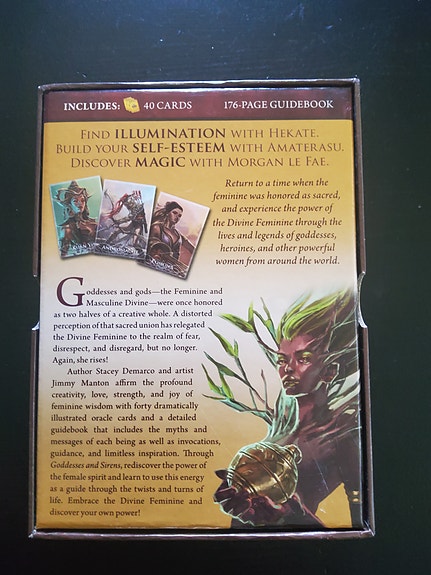 INCLUDES: 40 CARDS 176-PAGE GUIDEBOOK
FIND ILLUMINATION WITH HEKATE.
BUILD YOUR SELF-ESTEEM WITH AMATERASU.
DISCOVER MAGIC WITH MORGAN LE FAE.
Return to a time when the
feminine was honored as sacred,
and experience the power of
the Divine Feminine through the
lives and legends of goddesses,
heroines, and other powerful
women from around the world.
KUAN YIN
Goddesses and gods—the Feminine and
Masculine Divine—were once honored
as two halves of a creative whole. A distorted
perception of that sacred union has relegated
the Divine Feminine to the realm of fear,
disrespect, and disregard, but no longer.
Again, she rises!
Author Stacey Demarco and artist
Jimmy Manton affirm the profound
creativity, love, strength, and joy of
feminine wisdom with forty dramatically
illustrated oracle cards and a detailed
guidebook that includes the myths and
messages of each being as well as invocations,
guidance, and limitless inspiration. Through
Goddesses and Sirens, rediscover the power of
the female spirit and learn to use this energy
as a guide through the twists and turns of
life. Embrace the Divine Feminine and
discover your own power!